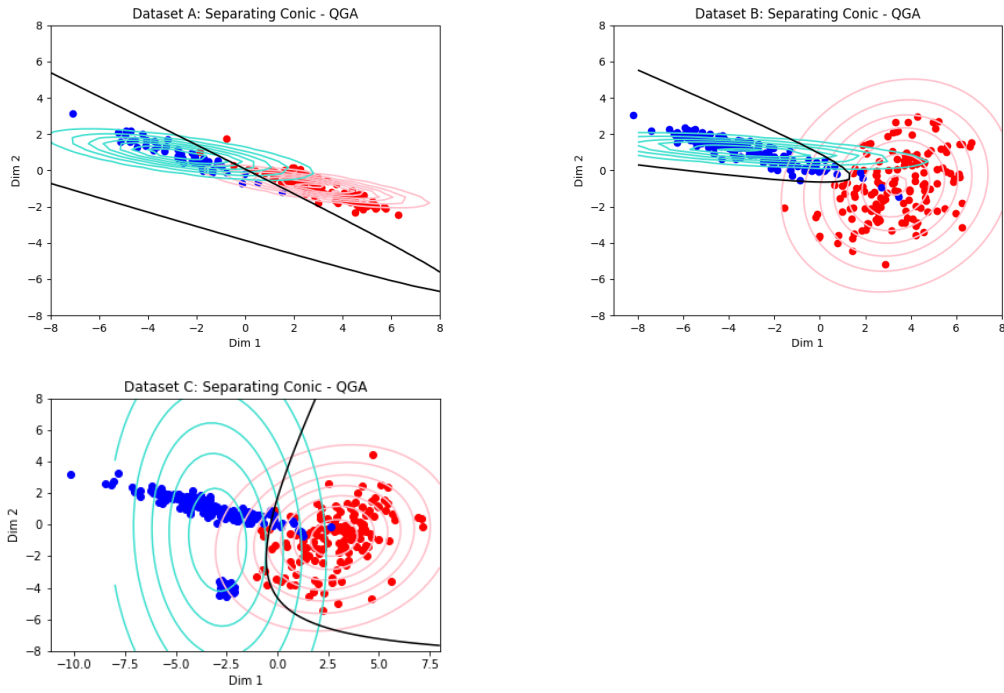 Dataset A: Separating Conic - QGA
8
6
4
2
0
−2
−4
−6
−8
Dim 2
−8 −6 −4 −2 0 2 4 6 8
Dim 1
Dataset B: Separating Conic - QGA
8
6
4
2
0
−2
−4
−6
−8
Dim 2
−8 −6 −4 −2 0 2 4 6 8
Dim 1
Dataset C: Separating Conic - QGA
8
6
4
2
0
−2
−4
−6
−8
Dim 2
−10.0 −7.5 −5.0 −2.5 0.0 2.5 5.0 7.5
Dim 1